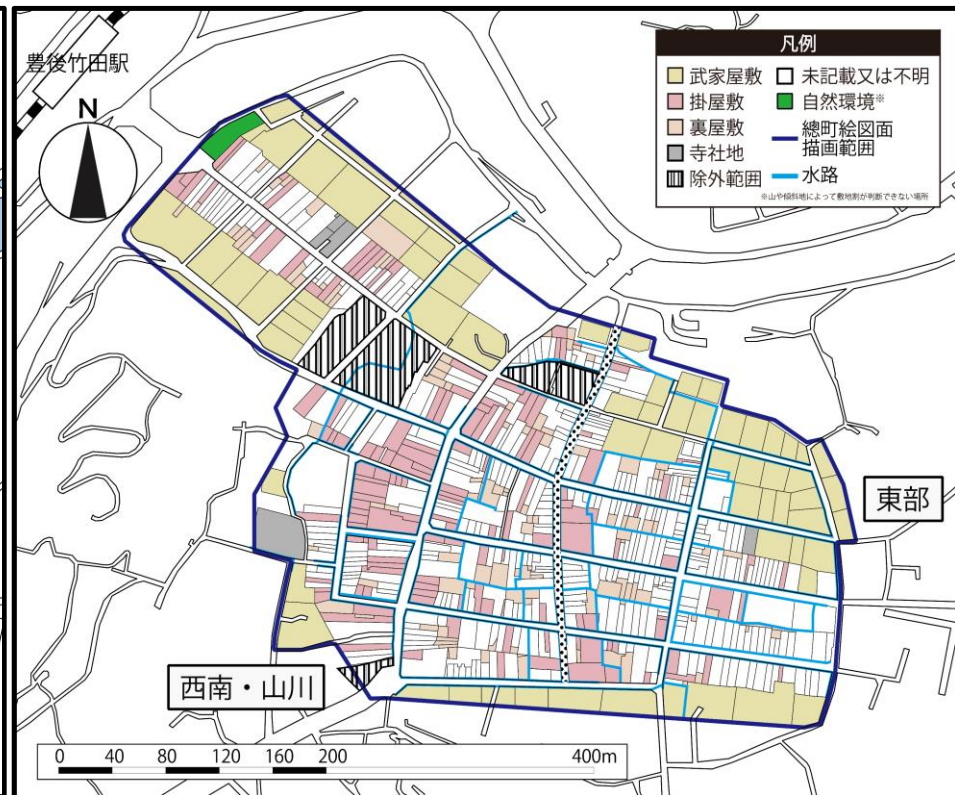 豊後竹田駅
N
凡例
武家屋敷
未記載又は不明
掛屋敷
自然環境※
裏屋敷
總町絵図面
描画範囲
寺社地
除外範囲
水路
※山や傾斜地によって敷地割が判断できない場所
東部
西南・山川
0 40 80 120 160 200 400m